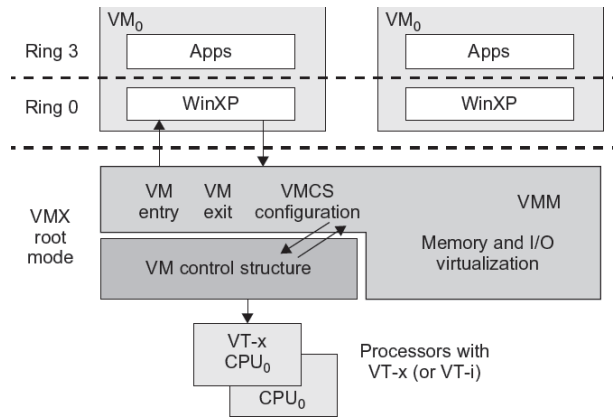 VM₀
VM₀
Ring 3
Apps
Apps
Ring 0
WinXP
WinXP
VMX
root
mode
VM
entry
VM
exit
VMCS
configuration
VMM
Memory and I/O
virtualization
VM control structure
VT-x
CPU₀
CPU₀
Processors with
VT-x (or VT-i)